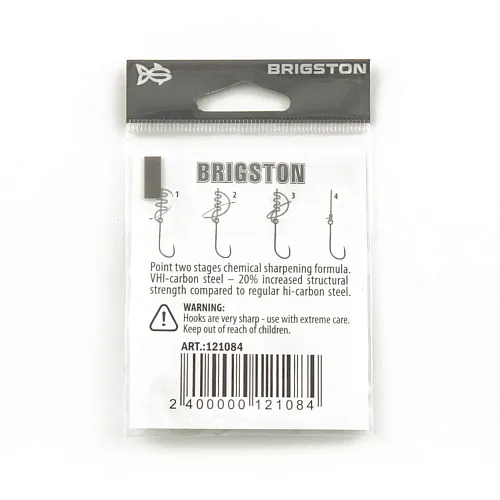 BRIGSTON
BRIGSTON
1 2 3 4
Point two stages chemical sharpening formula.
VHI-carbon steel – 20% increased structural
strength compared to regular hi-carbon steel.
WARNING:
Hooks are very sharp - use with extreme care.
Keep out of reach of children.
ART.:121084
2 400000 121084